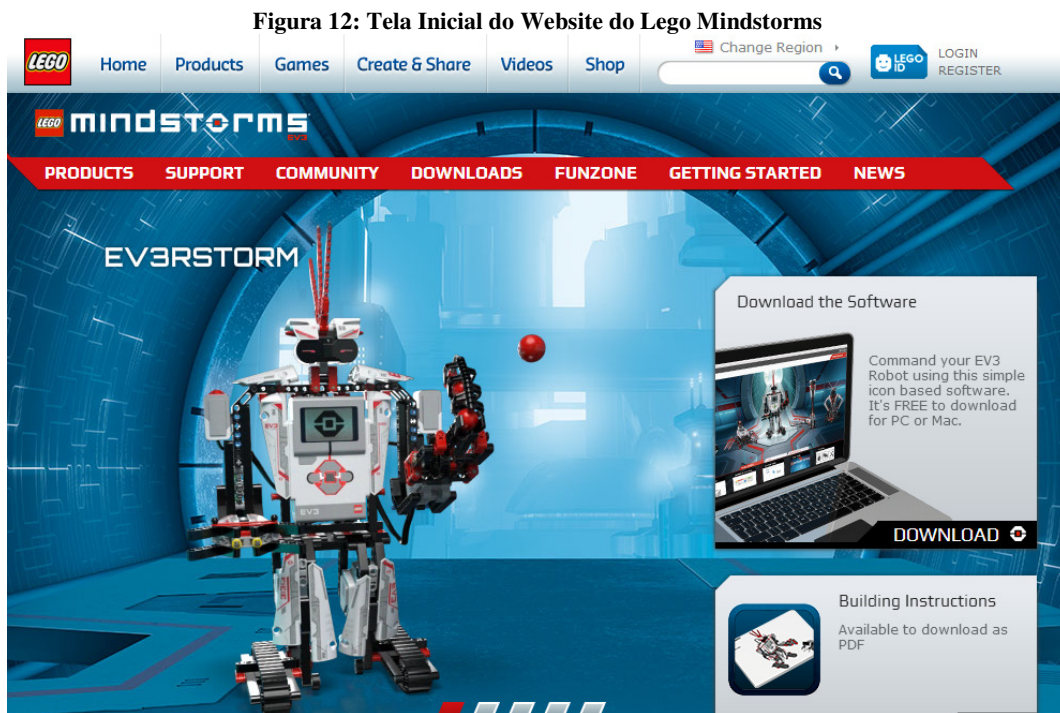 Figura 12: Tela Inicial do Website do Lego Mindstorms
LEGO
Home Products Games Create & Share Videos Shop
Change Region
LEGO ID
LOGIN
REGISTER
LEGO mindstorms
EV3
PRODUCTS SUPPORT COMMUNITY DOWNLOADS FUNZONE GETTING STARTED NEWS
EV3RSTORM
Download the Software
Command your EV3
Robot using this simple
icon based software.
It's FREE to download
for PC or Mac.
DOWNLOAD
EV3
Building Instructions
Available to download as
PDF